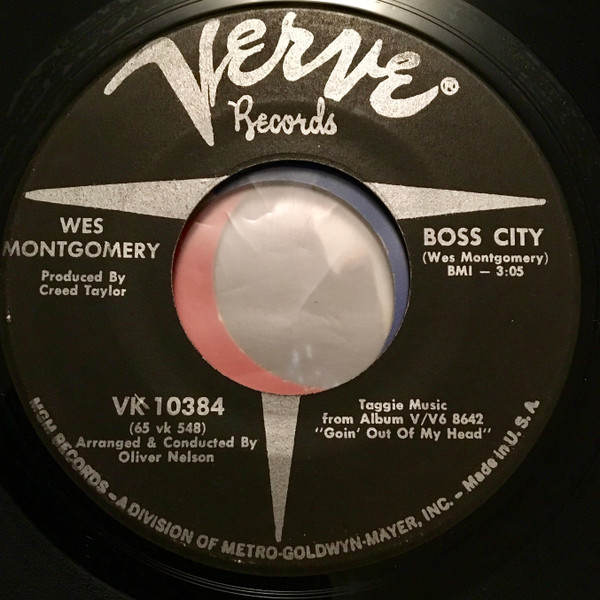 Verve®
Records
WES
MONTGOMERY
Produced By
Creed Taylor
BOSS CITY
(Wes Montgomery)
BMI — 3:05
VK 10384
(65 vk 548)
Arranged & Conducted By
Oliver Nelson
Taggie Music
from Album V/V6 8642
"Goin' Out Of My Head"
MGM RECORDS – A DIVISION OF METRO-GOLDWYN-MAYER, INC. – Made in U. S. A.